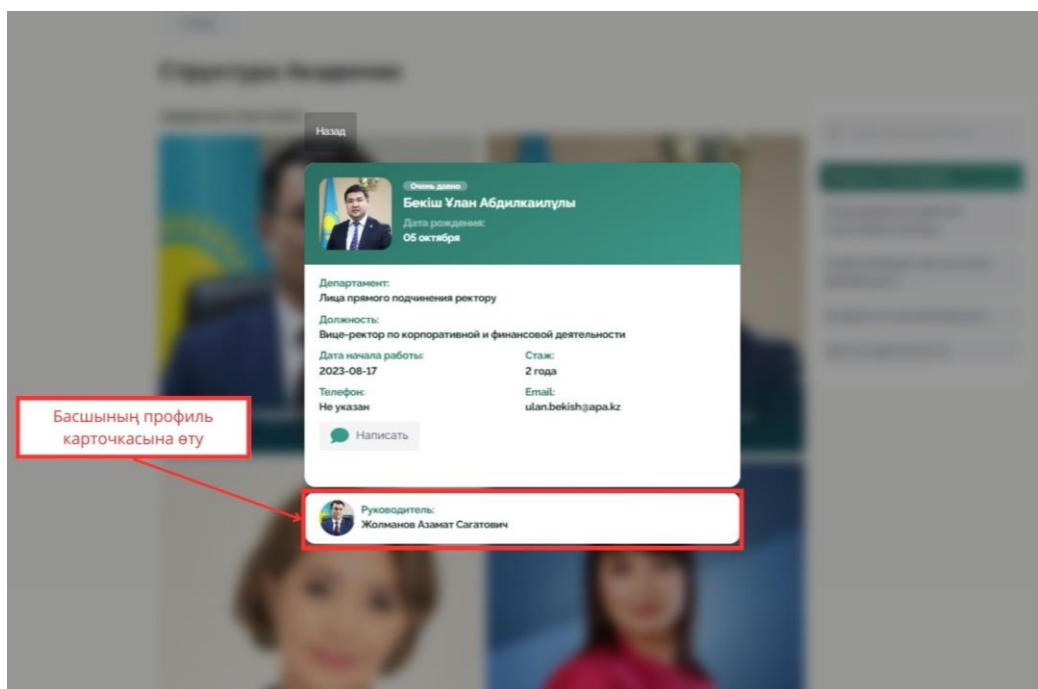 Структура Академии
Назад
Очень давно
Бекіш Ұлан Абдилкаилұлы
Дата рождения:
05 октября
Департамент:
Лица прямого подчинения ректору
Должность:
Вице-ректор по корпоративной и финансовой деятельности
Дата начала работы:
Стаж:
2023-08-17
2 года
Телефон:
Email:
Не указан
ulan.bekish@apa.kz
Написать
Басшының профиль
карточкасына өту
Руководитель:
Жолманов Азамат Сагатович